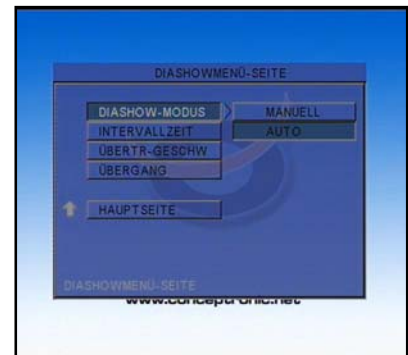 DIASHOWMENÜ-SEITE
DIASHOW-MODUS MANUELL
INTERVALLZEIT AUTO
ÜBERTR-GESCHW
ÜBERGANG
HAUPTSEITE
DIASHOWMENÜ-SEITE
www.conceptronic.net